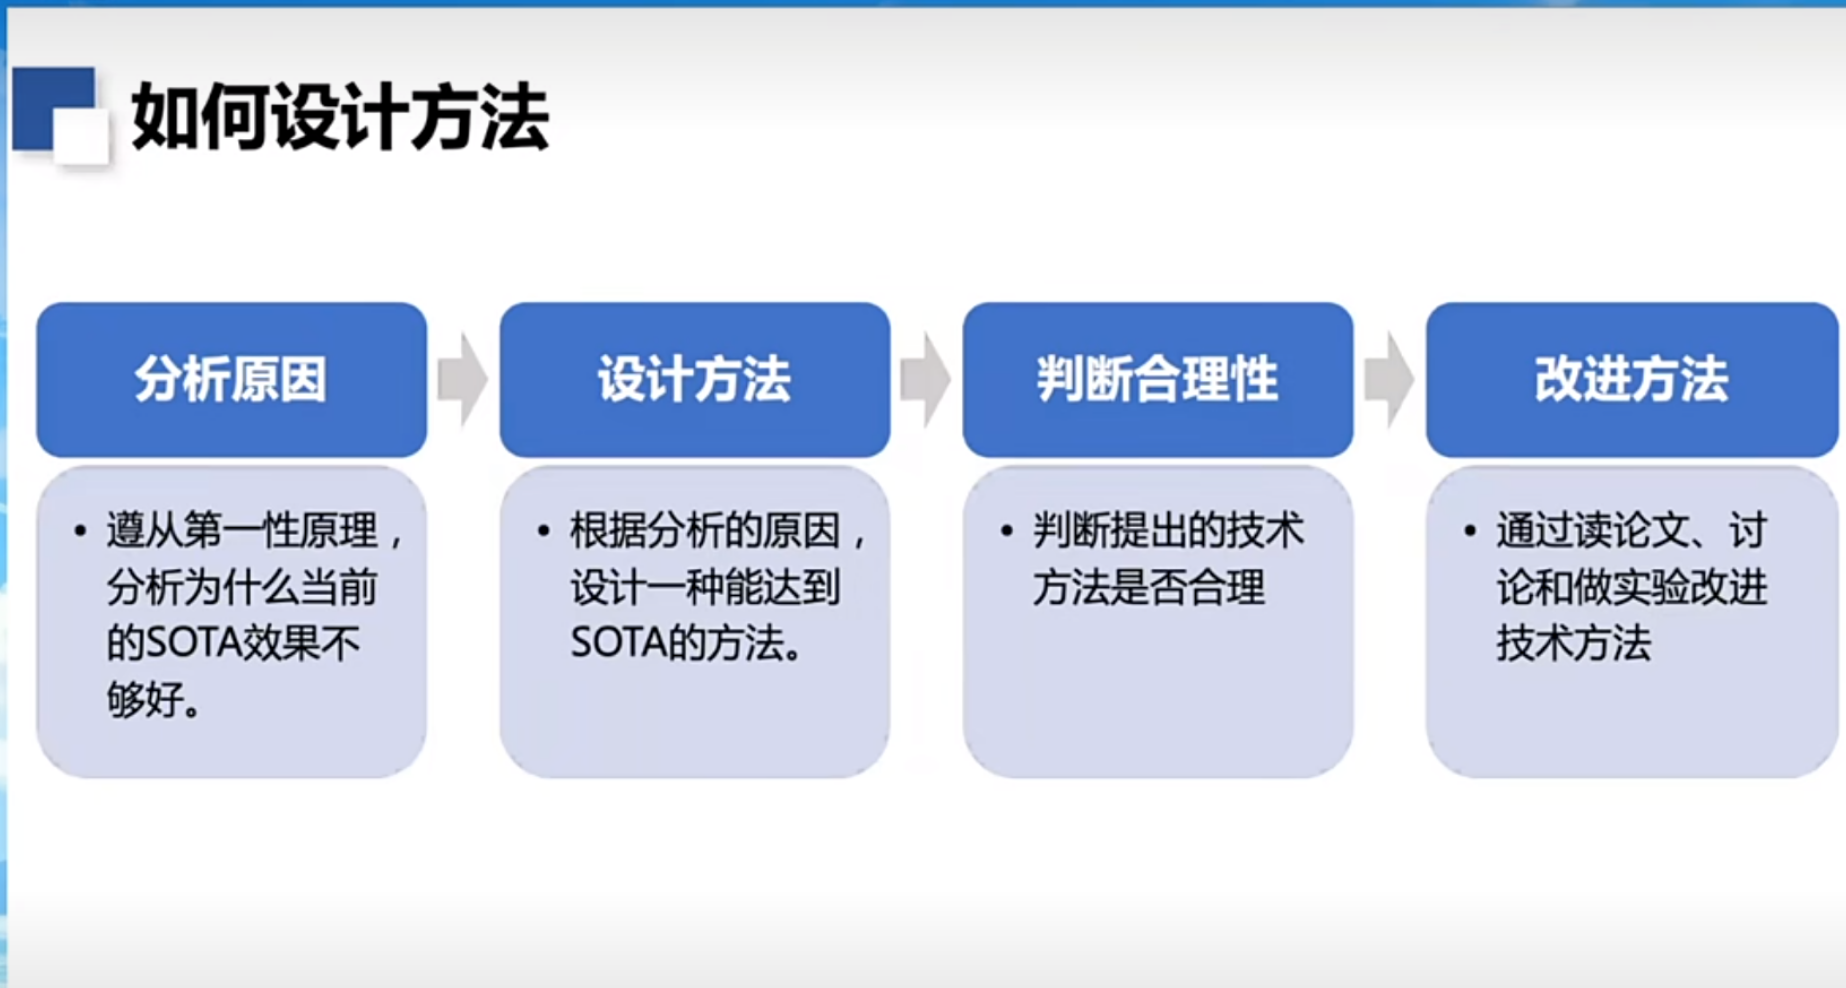 如何设计方法
分析原因
设计方法
判断合理性
改进方法
• 遵从第一性原理，
分析为什么当前
的SOTA效果不
够好。
• 根据分析的原因，
设计一种能达到
SOTA的方法。
• 判断提出的技术
方法是否合理
• 通过读论文、讨
论和做实验改进
技术方法